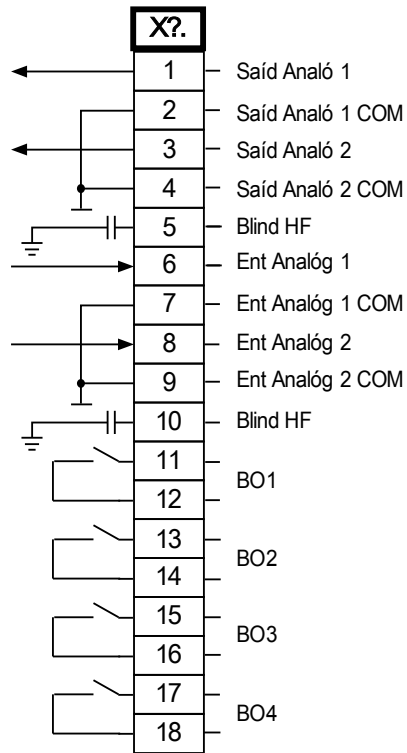 X?.
1 Saíd Analó 1
2 Saíd Analó 1 COM
3 Saíd Analó 2
4 Saíd Analó 2 COM
5 Blind HF
6 Ent Analóg 1
7 Ent Analóg 1 COM
8 Ent Analóg 2
9 Ent Analóg 2 COM
10 Blind HF
11
BO1
12
13
BO2
14
15
BO3
16
17
BO4
18